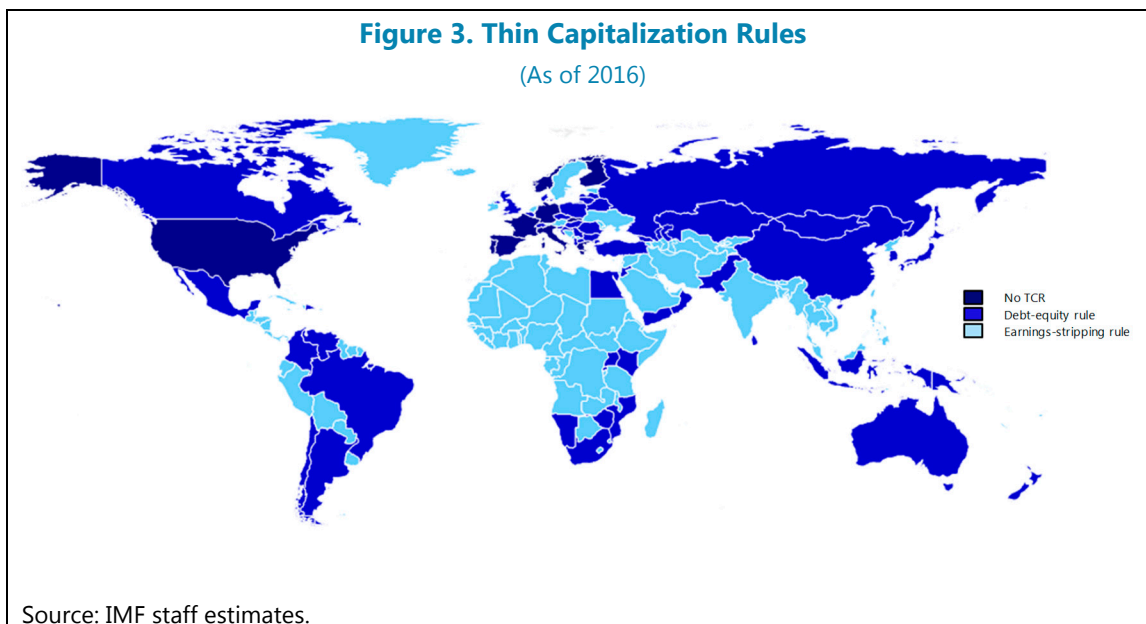 Figure 3. Thin Capitalization Rules
(As of 2016)
No TCR
Debt-equity rule
Earnings-stripping rule
Source: IMF staff estimates.